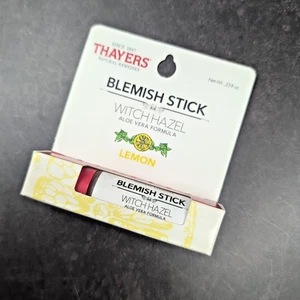 SINCE 1847
THAYERS
NATURAL REMEDIES
BLEMISH STICK
WITCH HAZEL
ALOE VERA FORMULA
LEMON
BLEMISH STICK
WITCH HAZEL
ALOE VERA FORMULA